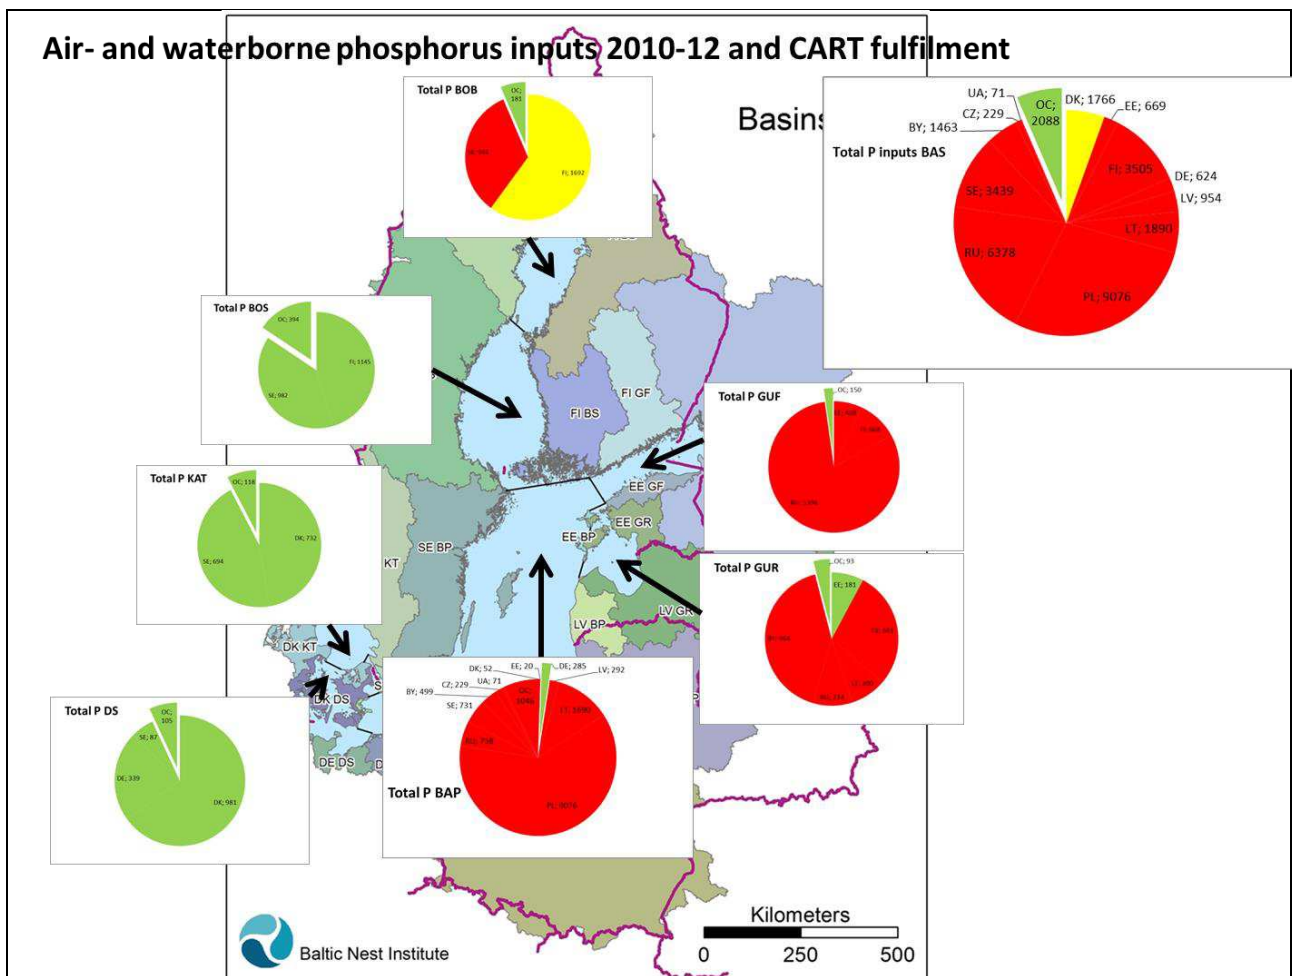 Air- and waterborne phosphorus inputs 2010-12 and CART fulfilment
Total P BOB
OC;
181
FI; 1692
Basins
Total P inputs BAS
UA; 71
CZ; 229
BY; 1463
OC;
2088
DK; 1766
EE; 669
FI; 3505
DE; 624
LV; 954
LT; 1890
PL; 9076
RU; 6378
SE; 3439
Total P BOS
OC; 394
FI; 1145
SE; 982
FI BS
FI GF
Total P GUF
OC; 150
Total P KAT
OC; 118
DK; 732
SE; 694
KT
SE BP
EE GF
EE GR
EE BP
LV GR
LV BP
Total P GUR
OC; 93
EE; 181
DK KT
DK DS
DE DS
Total P DS
OC;
105
SE; 87
DE; 339
DK; 981
Total P BAP
DK; 52
EE; 20
DE; 285
LV; 292
UA; 71
CZ; 229
BY; 499
SE; 731
PL; 9076
Baltic Nest Institute
Kilometers
0
250
500